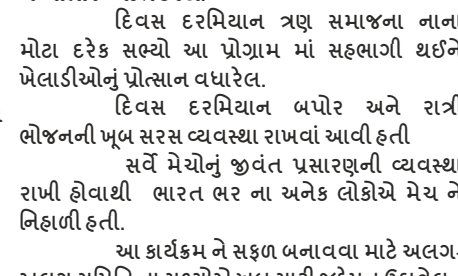 દિવસ દરમિયાન ત્રણ સમાજના નાના
મોટા દરેક સભ્યો આ પ્રોગ્રામ માં સહભાગી થઈને
ખેલાડીઓનું પ્રોત્સાન વધારેલ.
દિવસ દરમિયાન બપોર અને રાત્રી
ભોજનની ખૂબ સરસ વ્યવસ્થા રાખવાં આવી હતી
સર્વે મેચોનું જીવંત પ્રસારણની વ્યવસ્થા
રાખી હોવાથી ભારત ભર ના અનેક લોકોએ મેચ ને
નિહાળી હતી.
આ કાર્યક્રમ ને સફળ બનાવવા માટે અલગ-